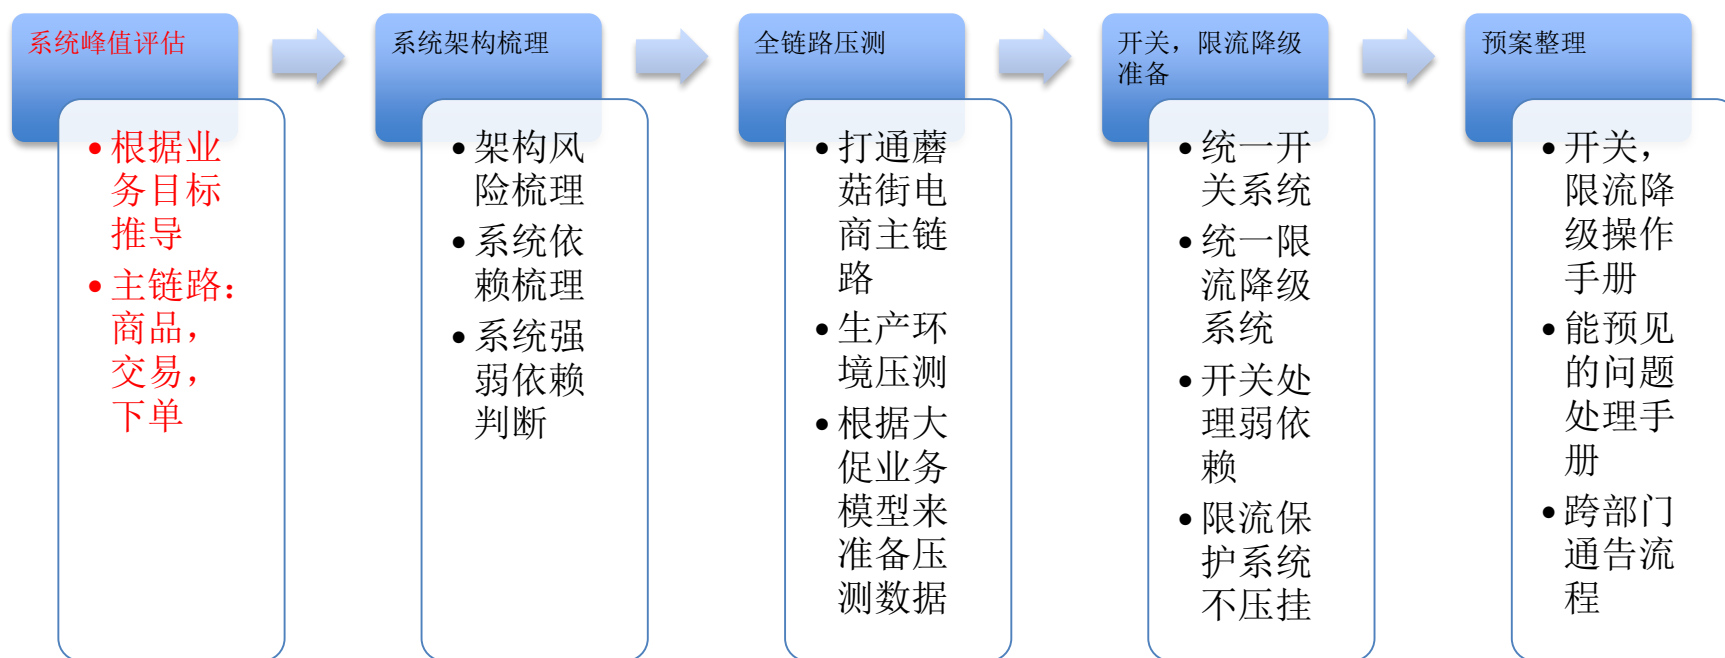 系统峰值评估
• 根据业
务目标
推导
• 主链路：
商品，
交易，
下单
系统架构梳理
• 架构风
险梳理
• 系统依
赖梳理
• 系统强
弱依赖
判断
全链路压测
• 打通蘑
菇街电
商主链
路
• 生产环
境压测
• 根据大
促业务
模型来
准备压
测数据
开关，限流降级
准备
• 统一开
关系统
• 统一限
流降级
系统
• 开关处
理弱依
赖
• 限流保
护系统
不压挂
预案整理
• 开关，
限流降
级操作
手册
• 能预见
的问题
处理手
册
• 跨部门
通告流
程